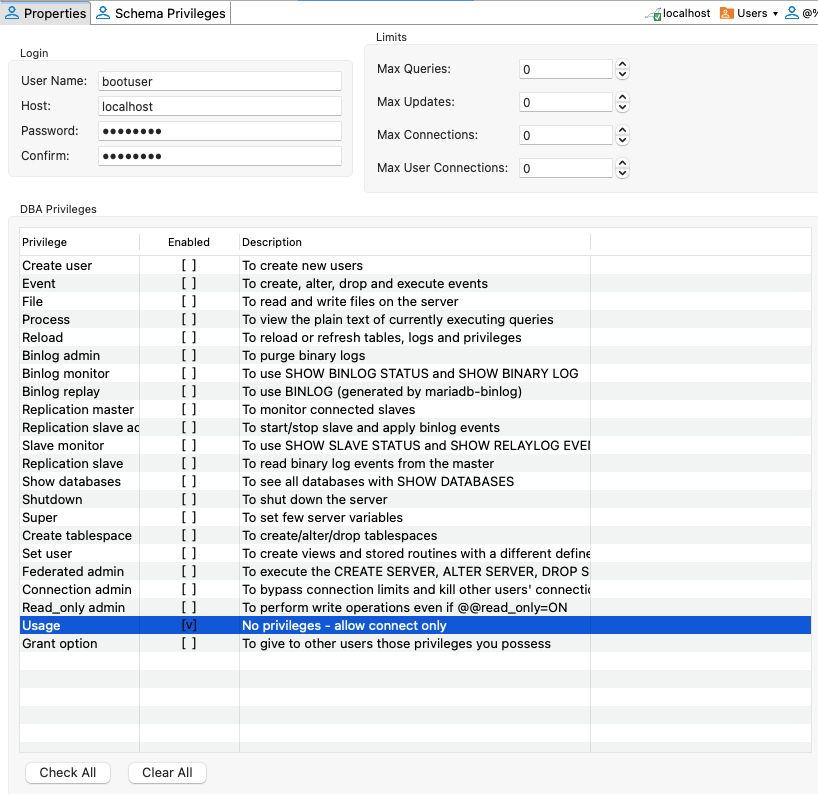 Properties Schema Privileges localhost Users @%
Login
User Name: bootuser
Host: localhost
Password: ••••••••
Confirm: ••••••••
Limits
Max Queries: 0
Max Updates: 0
Max Connections: 0
Max User Connections: 0
DBA Privileges
Privilege Enabled Description
Create user [ ] To create new users
Event [ ] To create, alter, drop and execute events
File [ ] To read and write files on the server
Process [ ] To view the plain text of currently executing queries
Reload [ ] To reload or refresh tables, logs and privileges
Binlog admin [ ] To purge binary logs
Binlog monitor [ ] To use SHOW BINLOG STATUS and SHOW BINARY LOG
Binlog replay [ ] To use BINLOG (generated by mariadb-binlog)
Replication master [ ] To monitor connected slaves
Replication slave ac [ ] To start/stop slave and apply binlog events
Slave monitor [ ] To use SHOW SLAVE STATUS and SHOW RELAYLOG EVEI
Replication slave [ ] To read binary log events from the master
Show databases [ ] To see all databases with SHOW DATABASES
Shutdown [ ] To shut down the server
Super [ ] To set few server variables
Create tablespace [ ] To create/alter/drop tablespaces
Set user [ ] To create views and stored routines with a different define
Federated admin [ ] To execute the CREATE SERVER, ALTER SERVER, DROP S
Connection admin [ ] To bypass connection limits and kill other users' connectic
Read_only admin [ ] To perform write operations even if @@read_only=ON
Usage [v] No privileges - allow connect only
Grant option [ ] To give to other users those privileges you possess
Check All Clear All